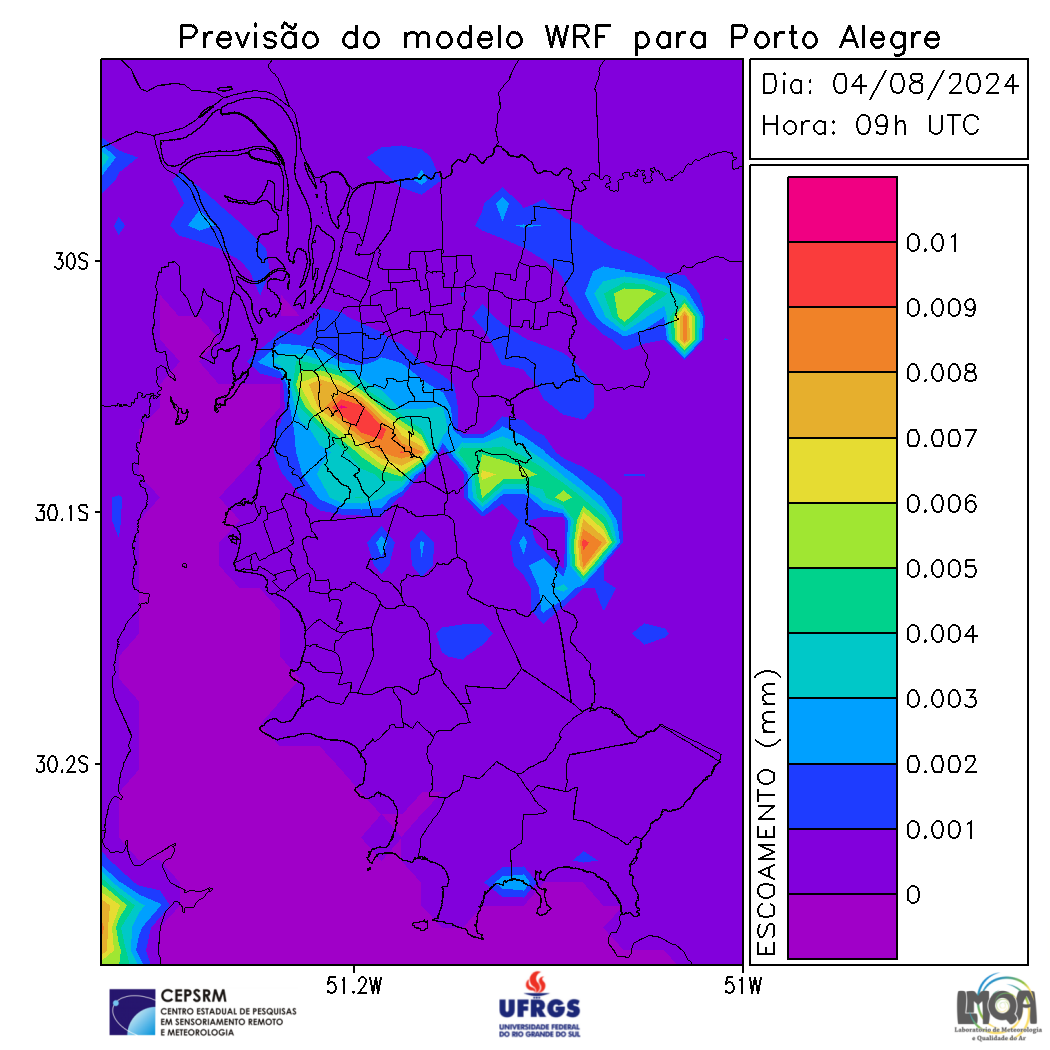 Previsão do modelo WRF para Porto Alegre
Dia: 04/08/2024
Hora: 09h UTC
0.01
0.009
0.008
0.007
0.006
0.005
0.004
0.003
0.002
0.001
0
ESCOAMENTO (mm)
30S
30.1S
30.2S
51.2W
51W
CEPSRM
CENTRO ESTADUAL DE PESQUISAS
EM SENSORIAMENTO REMOTO
E METEOROLOGIA
UFRGS
UNIVERSIDADE FEDERAL
DO RIO GRANDE DO SUL
LMQA
Laboratório de Meteorologia
e Qualidade do Ar